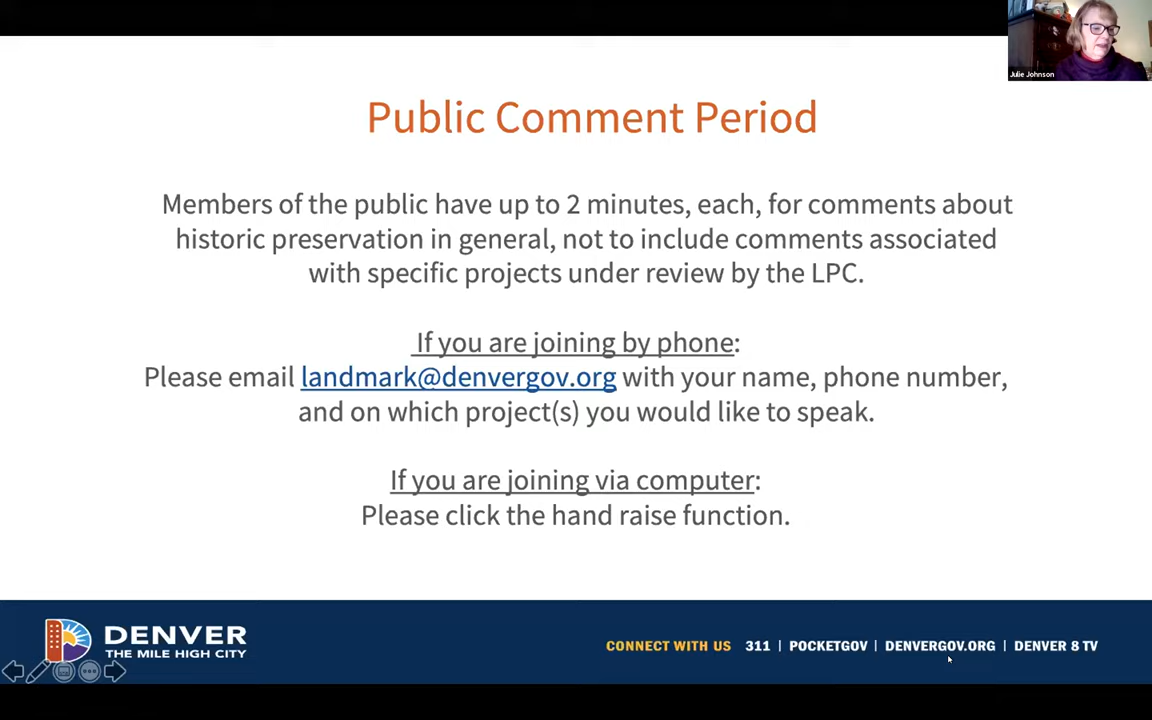 Julie Johnson
Public Comment Period
Members of the public have up to 2 minutes, each, for comments about
historic preservation in general, not to include comments associated
with specific projects under review by the LPC.
If you are joining by phone:
Please email landmark@denvergov.org with your name, phone number,
and on which project(s) you would like to speak.
If you are joining via computer:
Please click the hand raise function.
DENVER
THE MILE HIGH CITY
CONNECT WITH US 311 | POCKETGOV | DENVERGOV.ORG | DENVER 8 TV